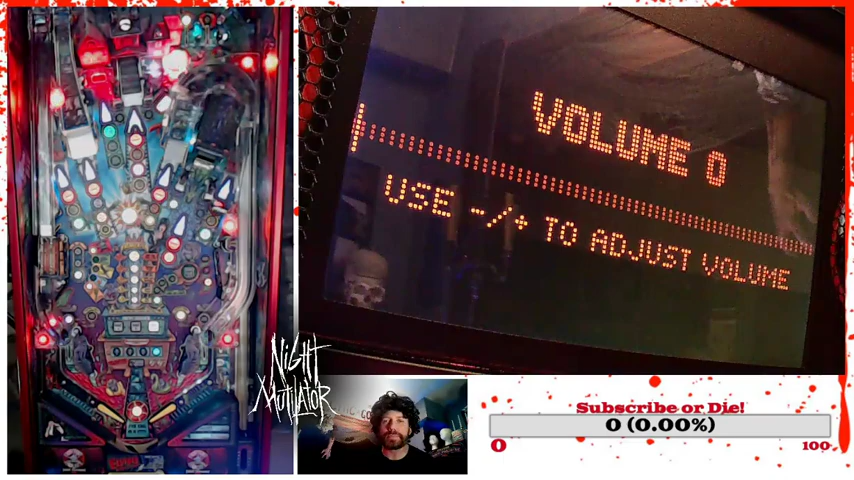 VOLUME 0
USE -/+ TO ADJUST VOLUME
NIGHT
MUTILATOR
Subscribe or Die!
0 (0.00%)
0
100